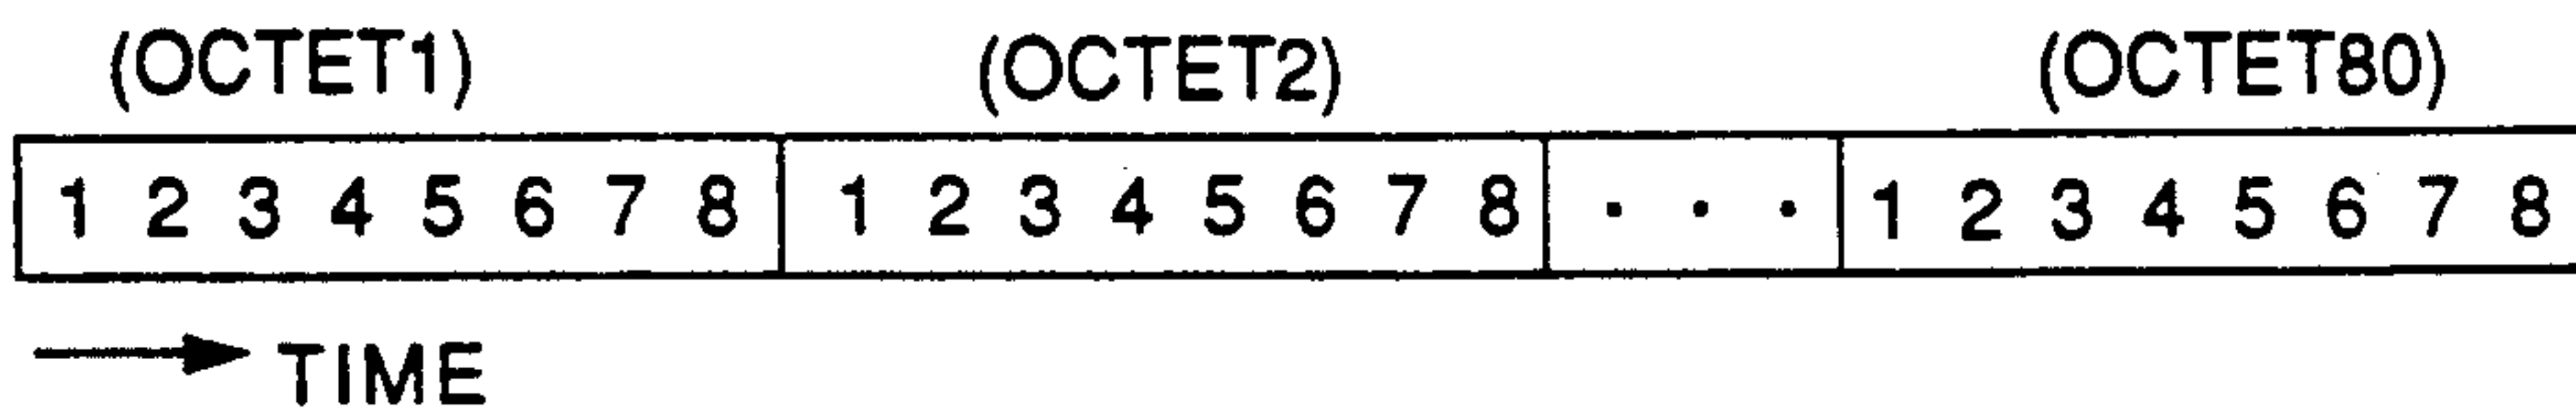 (OCTET1) (OCTET2) (OCTET80)
1 2 3 4 5 6 7 8 1 2 3 4 5 6 7 8 . . . 1 2 3 4 5 6 7 8
TIME